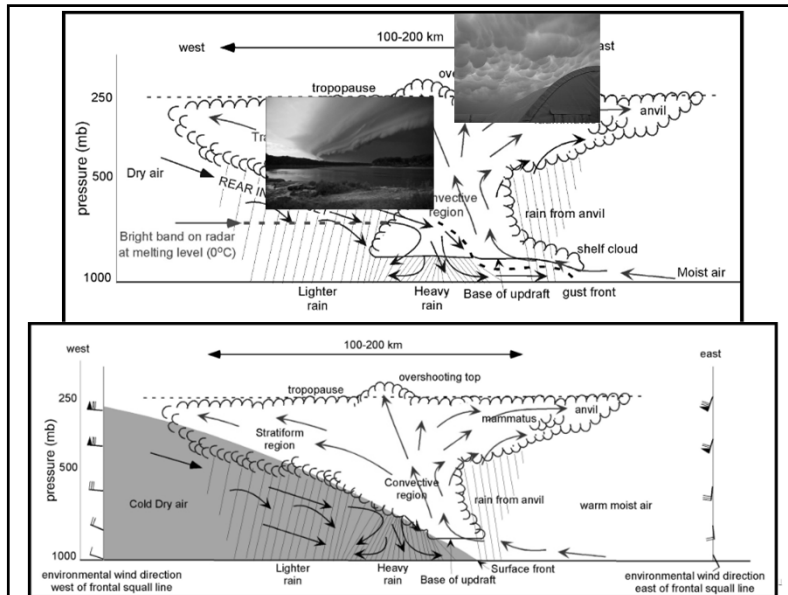 100-200 km
west
tropopause
250
anvil
Dry air
500
pressure (mb)
region
rain from anvil
Bright band on radar
at melting level (0°C)
shelf cloud
1000
Moist air
Lighter
rain
Heavy
rain
Base of updraft
gust front
100-200 km
west
east
overshooting top
tropopause
250
anvil
mammatus
Stratiform
region
pressure (mb)
500
Convective
region
rain from anvil
Cold Dry air
warm moist air
1000
Lighter
rain
Heavy
rain
Base of updraft
Surface front
environmental wind direction
west of frontal squall line
environmental wind direction
east of frontal squall line